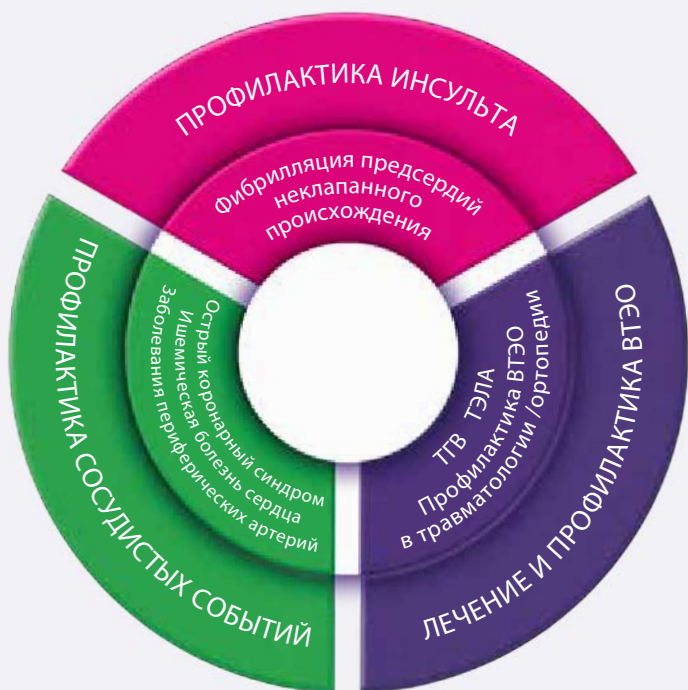 ПРОФИЛАКТИКА ИНСУЛЬТА
Фибрилляция предсердий
неклапанного
происхождения
ПРОФИЛАКТИКА СОСУДИСТЫХ СОБЫТИЙ
Острый коронарный синдром
Ишемическая болезнь сердца
Заболевания периферических артерий
ТГВ ТЭЛА
Профилактика ВТЭО
в травматологии /ортопедии
ЛЕЧЕНИЕ И ПРОФИЛАКТИКА ВТЭО